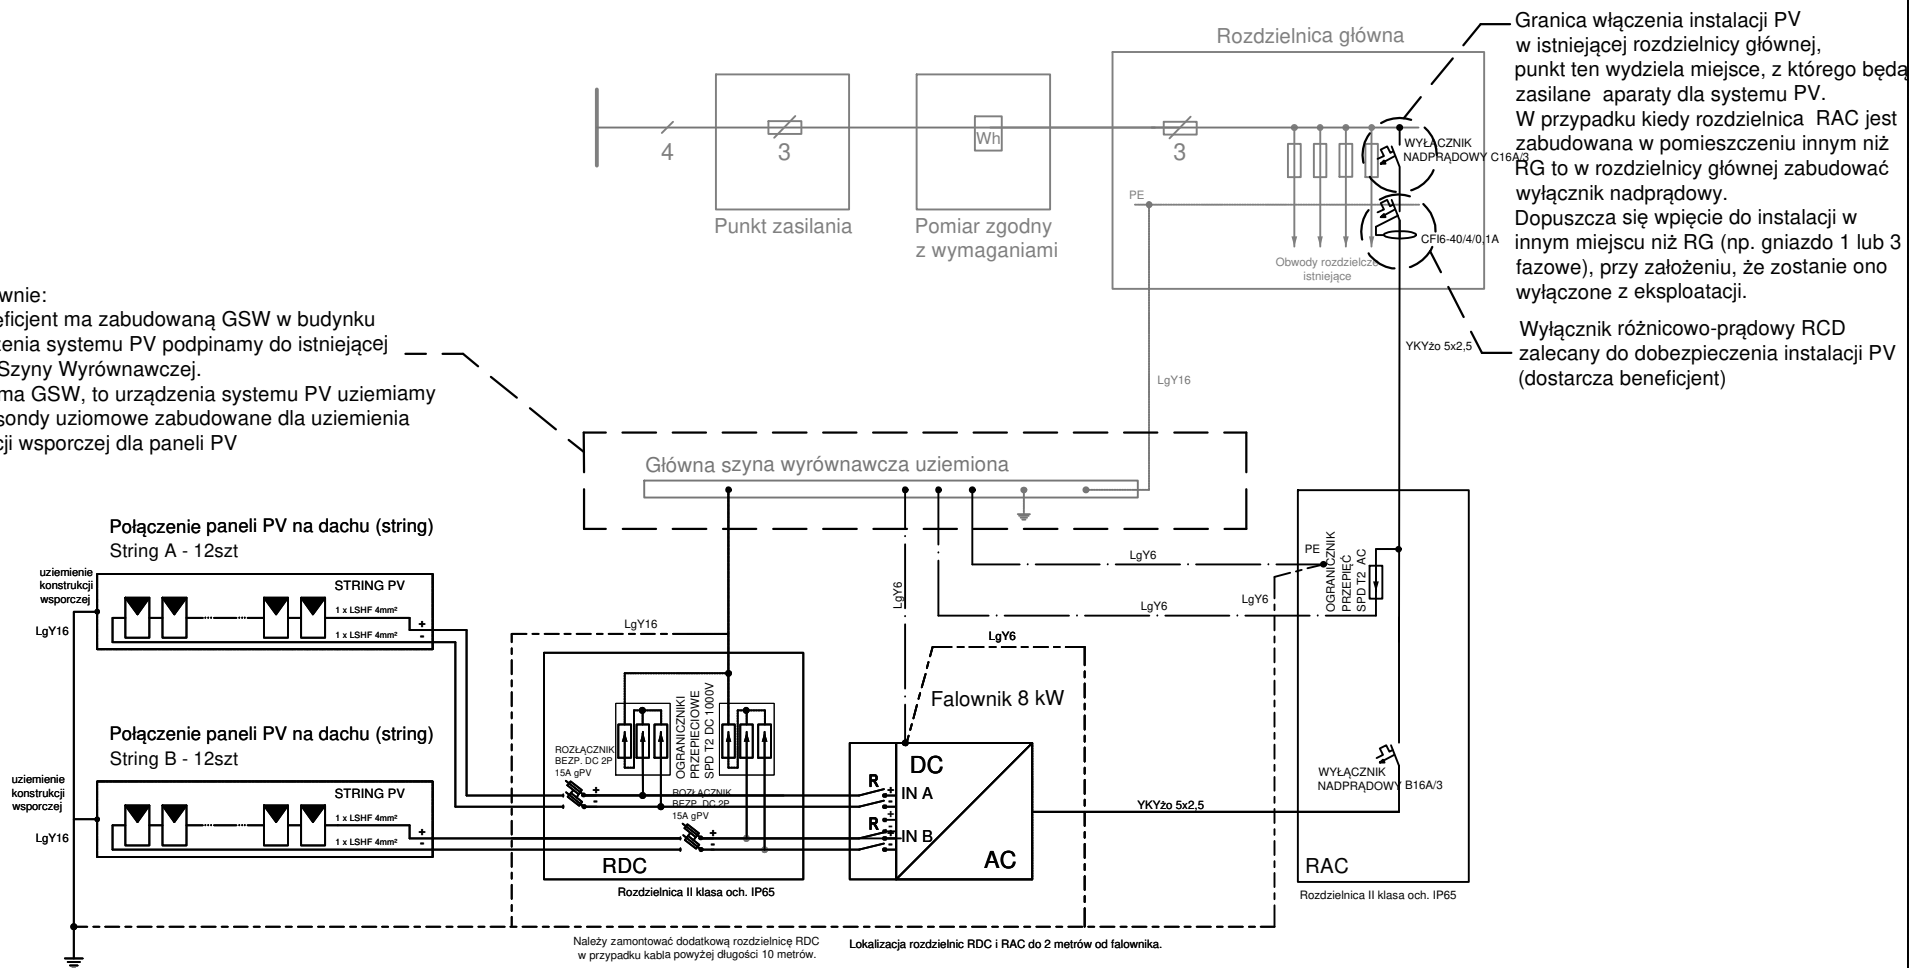 Rozdzielnica główna
4
3
Wh
3
Punkt zasilania
Pomiar zgodny
z wymaganiami
PE
Obwody rozdzielcze
istniejące
WYŁĄCZNIK
NADPRĄDOWY C16A/3
CFI6-40/4/0,1A
Granica włączenia instalacji PV
w istniejącej rozdzielnicy głównej,
punkt ten wydziela miejsce, z którego będą
zasilane aparaty dla systemu PV.
W przypadku kiedy rozdzielnica RAC jest
zabudowana w pomieszczeniu innym niż
RG to w rozdzielnicy głównej zabudować
wyłącznik nadprądowy.
Dopuszcza się wpięcie do instalacji w
innym miejscu niż RG (np. gniazdo 1 lub 3
fazowe), przy założeniu, że zostanie ono
wyłączone z eksploatacji.
Wyłącznik różnicowo-prądowy RCD
zalecany do dobezpieczenia instalacji PV
(dostarcza beneficjent)
YKYżo 5x2,5
LgY16
wnie:
eficjent ma zabudowaną GSW w budynku
zenia systemu PV podpinamy do istniejącej
Szyny Wyrównawczej.
ma GSW, to urządzenia systemu PV uziemiamy
sondy uziomowe zabudowane dla uziemienia
cji wsporczej dla paneli PV
Główna szyna wyrównawcza uziemiona
Połączenie paneli PV na dachu (string)
String A - 12szt
uziemienie
konstrukcji
wsporczej
LgY16
STRING PV
1 x LSHF 4mm²
+
1 x LSHF 4mm²
-
Połączenie paneli PV na dachu (string)
String B - 12szt
uziemienie
konstrukcji
wsporczej
LgY16
STRING PV
1 x LSHF 4mm²
+
1 x LSHF 4mm²
-
LgY16
LgY6
LgY6
LgY6
LgY6
LgY6
ROZŁĄCZNIK
BEZP. DC 2P
15A gPV
+
-
OGRANICZNIKI
PRZEPIĘCIOWE
SPD T2 DC 1000V
ROZŁĄCZNIK
BEZP. DC 2P
15A gPV
+
-
RDC
Rozdzielnica II klasa och. IP65
Falownik 8 kW
DC
R
+
-
IN A
+
-
R
+
-
IN B
AC
YKYżo 5x2,5
PE
OGRANICZNIK
PRZEPIĘĆ
SPD T2 AC
WYŁĄCZNIK
NADPRĄDOWY B16A/3
RAC
Rozdzielnica II klasa och. IP65
Należy zamontować dodatkową rozdzielnicę RDC
w przypadku kabla powyżej długości 10 metrów.
Lokalizacja rozdzielnic RDC i RAC do 2 metrów od falownika.